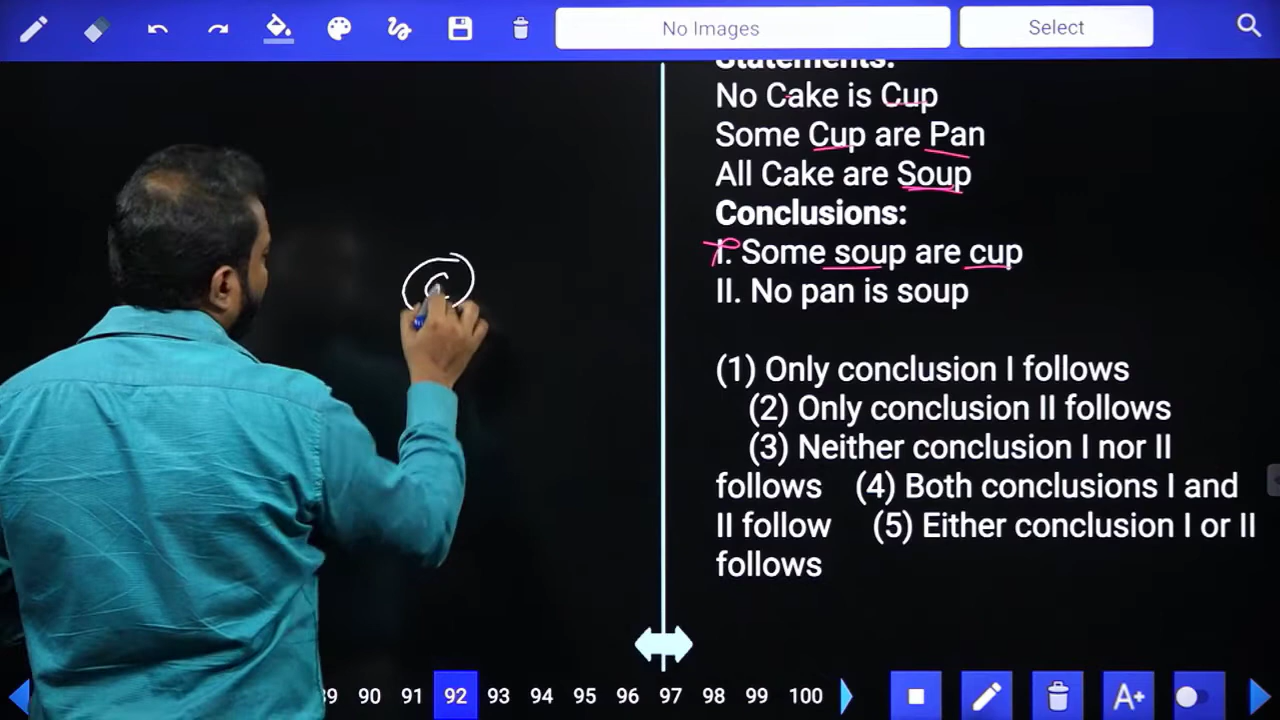 No Images
Select
Statements:
No Cake is Cup
Some Cup are Pan
All Cake are Soup
Conclusions:
I. Some soup are cup
II. No pan is soup
(1) Only conclusion I follows
(2) Only conclusion II follows
(3) Neither conclusion I nor II
follows (4) Both conclusions I and
II follow (5) Either conclusion I or II
follows
90 91 92 93 94 95 96 97 98 99 100
A+